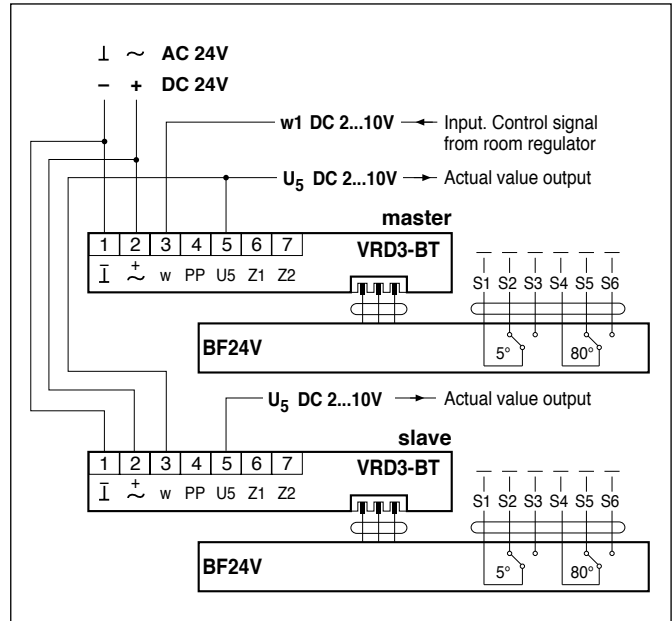 ⊥ ~ AC 24V
– + DC 24V
w1 DC 2...10V Input. Control signal
from room regulator
U5 DC 2...10V Actual value output
master
1 2 3 4 5 6 7 VRD3-BT
⊥ ~ + w PP U5 Z1 Z2
S1 S2 S3 S4 S5 S6
BF24V 5° 80°
U5 DC 2...10V Actual value output
slave
1 2 3 4 5 6 7 VRD3-BT
⊥ ~ + w PP U5 Z1 Z2
S1 S2 S3 S4 S5 S6
BF24V 5° 80°